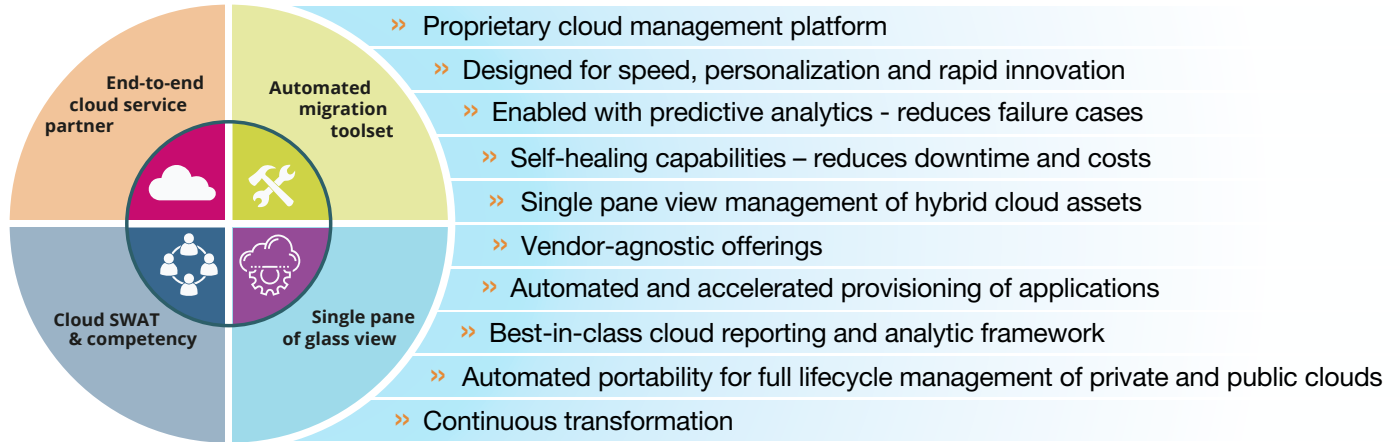 End-to-end
cloud service
partner
Automated
migration
toolset
Cloud SWAT
& competency
Single pane
of glass view
» Proprietary cloud management platform
» Designed for speed, personalization and rapid innovation
» Enabled with predictive analytics - reduces failure cases
» Self-healing capabilities – reduces downtime and costs
» Single pane view management of hybrid cloud assets
» Vendor-agnostic offerings
» Automated and accelerated provisioning of applications
» Best-in-class cloud reporting and analytic framework
» Automated portability for full lifecycle management of private and public clouds
» Continuous transformation